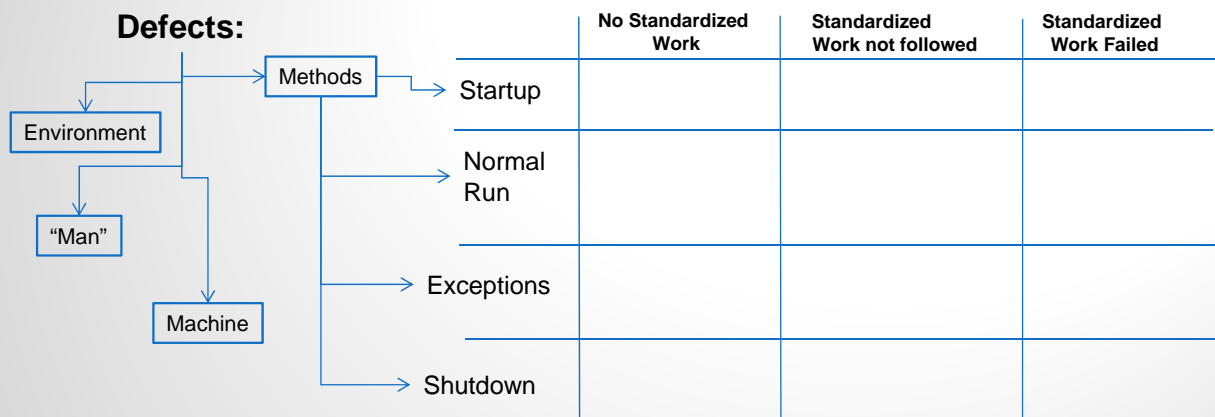 Defects:
No Standardized
Work
Standardized
Work not followed
Standardized
Work Failed
Methods
Startup
Environment
Normal
Run
“Man”
Exceptions
Machine
Shutdown